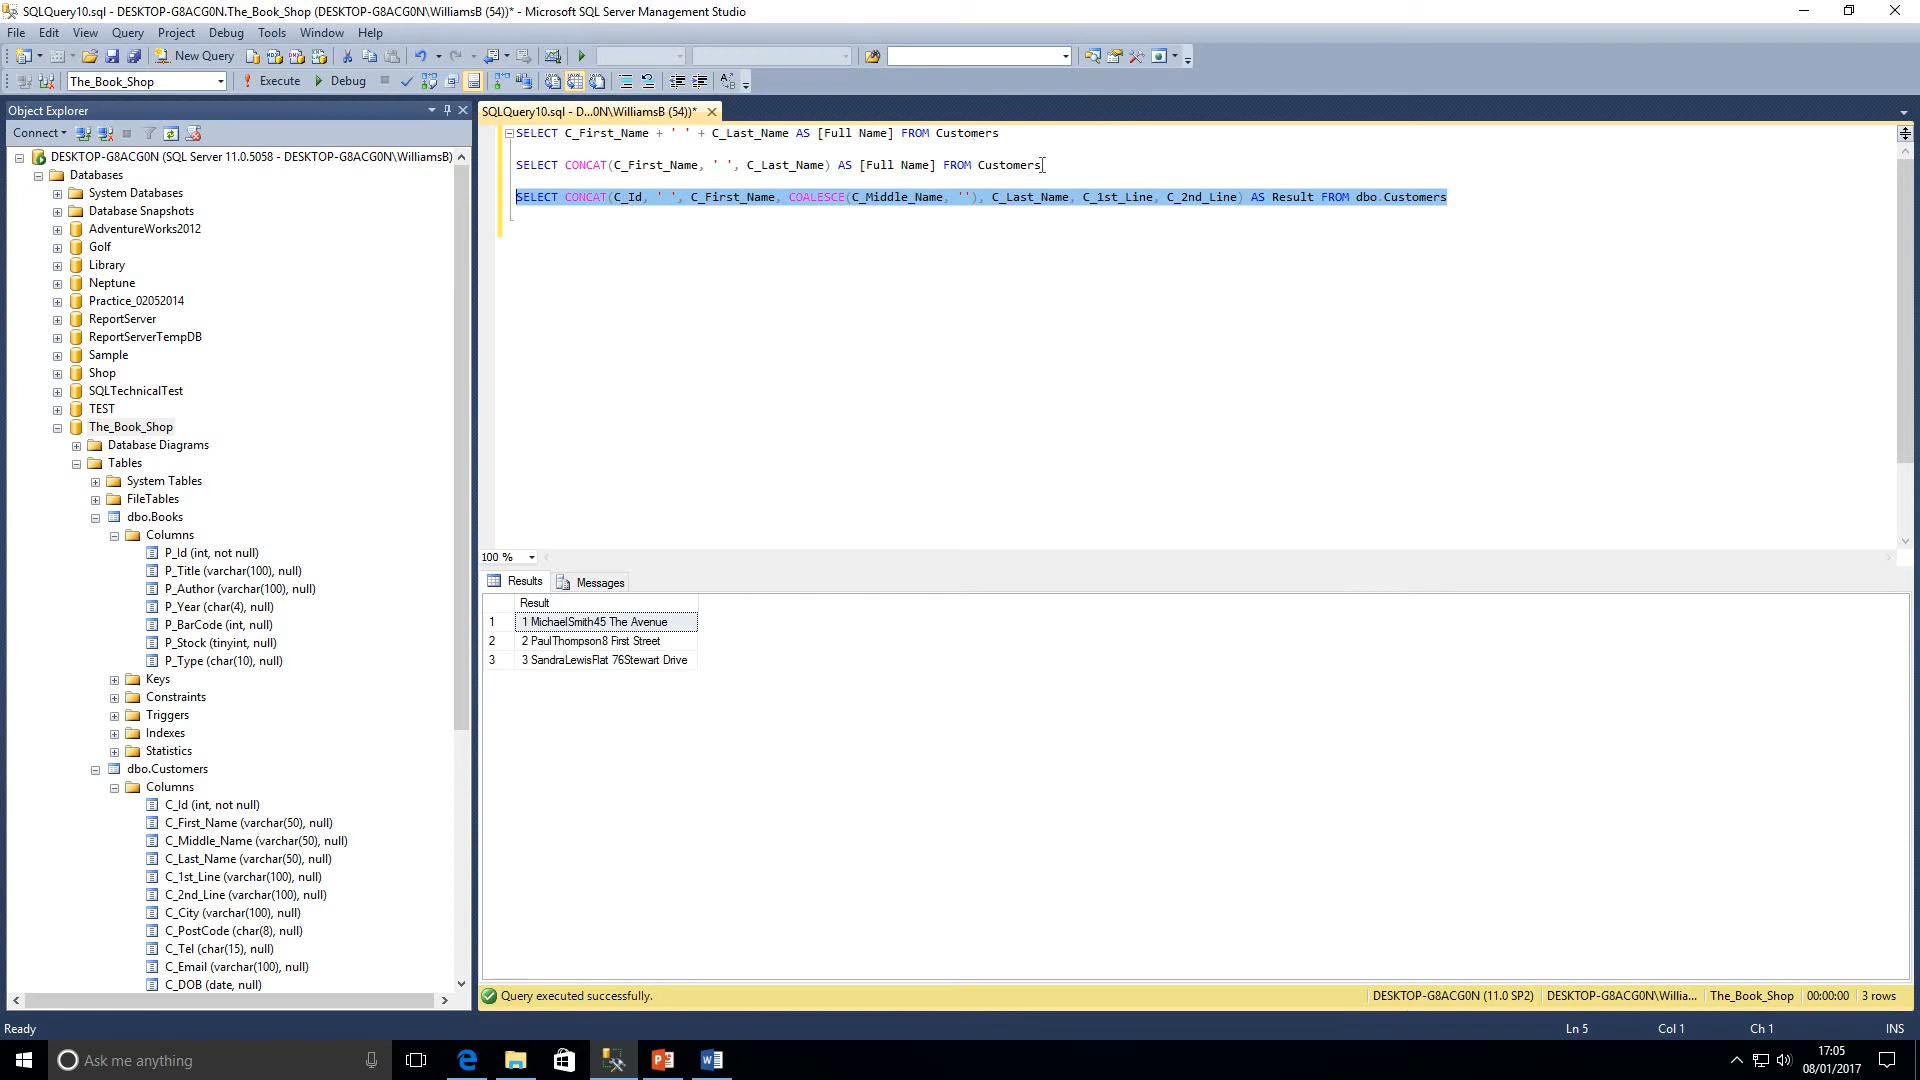 SQLQuery10.sql - DESKTOP-G8ACG0N.The_Book_Shop (DESKTOP-G8ACG0N\WilliamsB (54))* - Microsoft SQL Server Management Studio
File Edit View Query Project Debug Tools Window Help
New Query
The_Book_Shop Execute Debug
Object Explorer
Connect
DESKTOP-G8ACG0N (SQL Server 11.0.5058 - DESKTOP-G8ACG0N\WilliamsB)
Databases
System Databases
Database Snapshots
AdventureWorks2012
Golf
Library
Neptune
Practice_02052014
ReportServer
ReportServerTempDB
Sample
Shop
SQLTechnicalTest
TEST
The_Book_Shop
Database Diagrams
Tables
System Tables
FileTables
dbo.Books
Columns
P_Id (int, not null)
P_Title (varchar(100), null)
P_Author (varchar(100), null)
P_Year (char(4), null)
P_BarCode (int, null)
P_Stock (tinyint, null)
P_Type (char(10), null)
Keys
Constraints
Triggers
Indexes
Statistics
dbo.Customers
Columns
C_Id (int, not null)
C_First_Name (varchar(50), null)
C_Middle_Name (varchar(50), null)
C_Last_Name (varchar(50), null)
C_1st_Line (varchar(100), null)
C_2nd_Line (varchar(100), null)
C_City (varchar(100), null)
C_PostCode (char(8), null)
C_Tel (char(15), null)
C_Email (varchar(100), null)
C_DOB (date, null)
SQLQuery10.sql - D...0N\WilliamsB (54))*
SELECT C_First_Name + ' ' + C_Last_Name AS [Full Name] FROM Customers
SELECT CONCAT(C_First_Name, ' ', C_Last_Name) AS [Full Name] FROM Customers
SELECT CONCAT(C_Id, ' ', C_First_Name, COALESCE(C_Middle_Name, ''), C_Last_Name, C_1st_Line, C_2nd_Line) AS Result FROM dbo.Customers
100 %
Results Messages
Result
1 1 MichaelSmith45 The Avenue
2 2 PaulThompson8 First Street
3 3 SandraLewisFlat 76Stewart Drive
Query executed successfully. DESKTOP-G8ACG0N (11.0 SP2) DESKTOP-G8ACG0N\Willia... The_Book_Shop 00:00:00 3 rows
Ready Ln 5 Col 1 Ch 1 INS
Ask me anything
17:05
08/01/2017